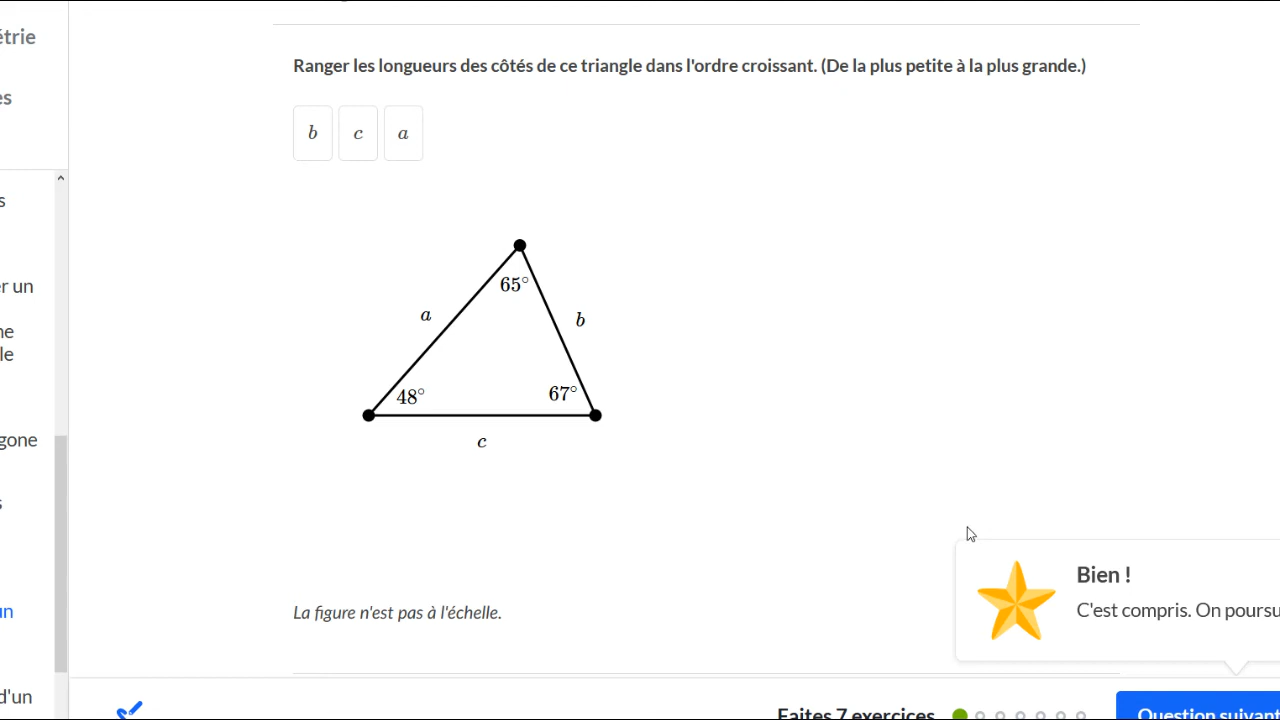 étrie
Ranger les longueurs des côtés de ce triangle dans l'ordre croissant. (De la plus petite à la plus grande.)
es
b c a
s
65°
er un
a
b
ne
le
48°
67°
c
gone
s
Bien !
C'est compris. On poursu
un
La figure n'est pas à l'échelle.
d'un
Faites 7 exercices
Question suivant